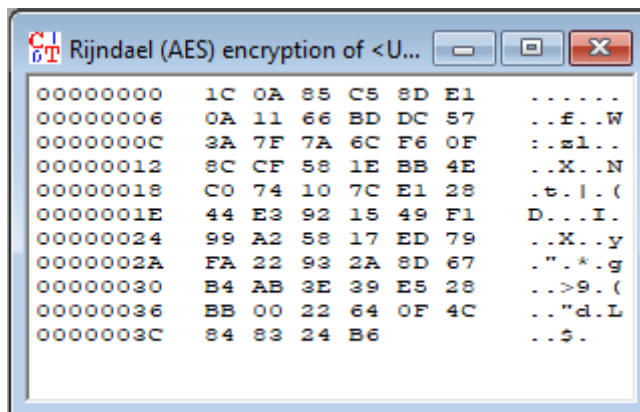 Rijndael (AES) encryption of <U...
00000000 1C 0A 85 C5 8D E1 ......
00000006 0A 11 66 BD DC 57 ..f..W
0000000C 3A 7F 7A 6C F6 0F :.zl..
00000012 8C CF 58 1E BB 4E ..X..N
00000018 C0 74 10 7C E1 28 .t.|.(
0000001E 44 E3 92 15 49 F1 D...I.
00000024 99 A2 58 17 ED 79 ..X..y
0000002A FA 22 93 2A 8D 67 .".*.g
00000030 B4 AB 3E 39 E5 28 ..>9.(
00000036 BB 00 22 64 0F 4C .."d.L
0000003C 84 83 24 B6 ..$.